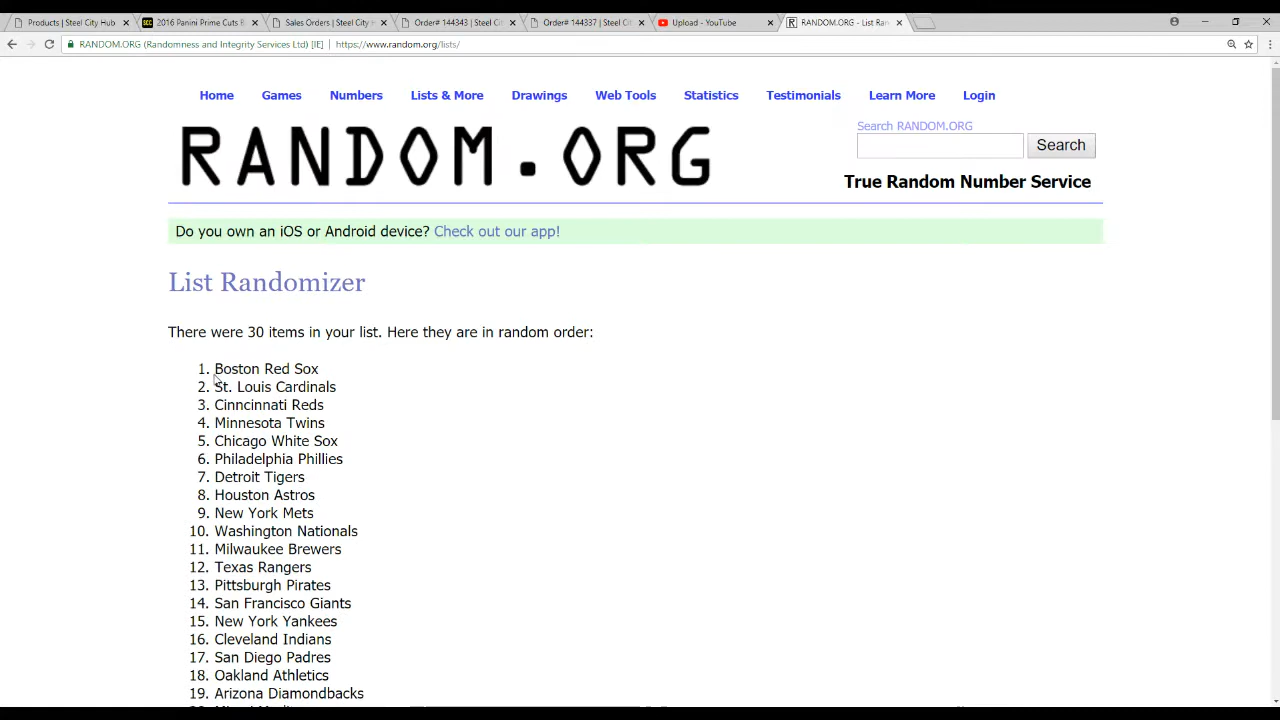 Products | Steel City Hub
2016 Panini Prime Cuts B
Sales Orders | Steel City H
Order# 144343 | Steel Cit
Order# 144337 | Steel Cit
Upload - YouTube
RANDOM.ORG - List Ran
RANDOM.ORG (Randomness and Integrity Services Ltd) [IE] https://www.random.org/lists/
Home Games Numbers Lists & More Drawings Web Tools Statistics Testimonials Learn More Login
Search RANDOM.ORG
RANDOM.ORG
Search
True Random Number Service
Do you own an iOS or Android device? Check out our app!
List Randomizer
There were 30 items in your list. Here they are in random order:
1. Boston Red Sox
2. St. Louis Cardinals
3. Cinncinnati Reds
4. Minnesota Twins
5. Chicago White Sox
6. Philadelphia Phillies
7. Detroit Tigers
8. Houston Astros
9. New York Mets
10. Washington Nationals
11. Milwaukee Brewers
12. Texas Rangers
13. Pittsburgh Pirates
14. San Francisco Giants
15. New York Yankees
16. Cleveland Indians
17. San Diego Padres
18. Oakland Athletics
19. Arizona Diamondbacks